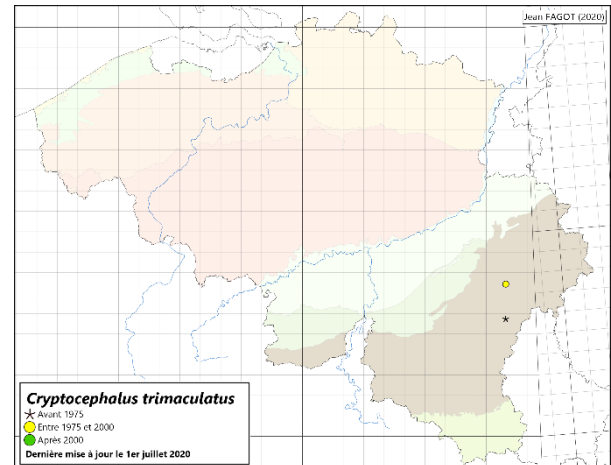 Jean FAGOT (2020)
Cryptocephalus trimaculatus
Avant 1975
Entre 1975 et 2000
Après 2000
Dernière mise à jour le 1er juillet 2020